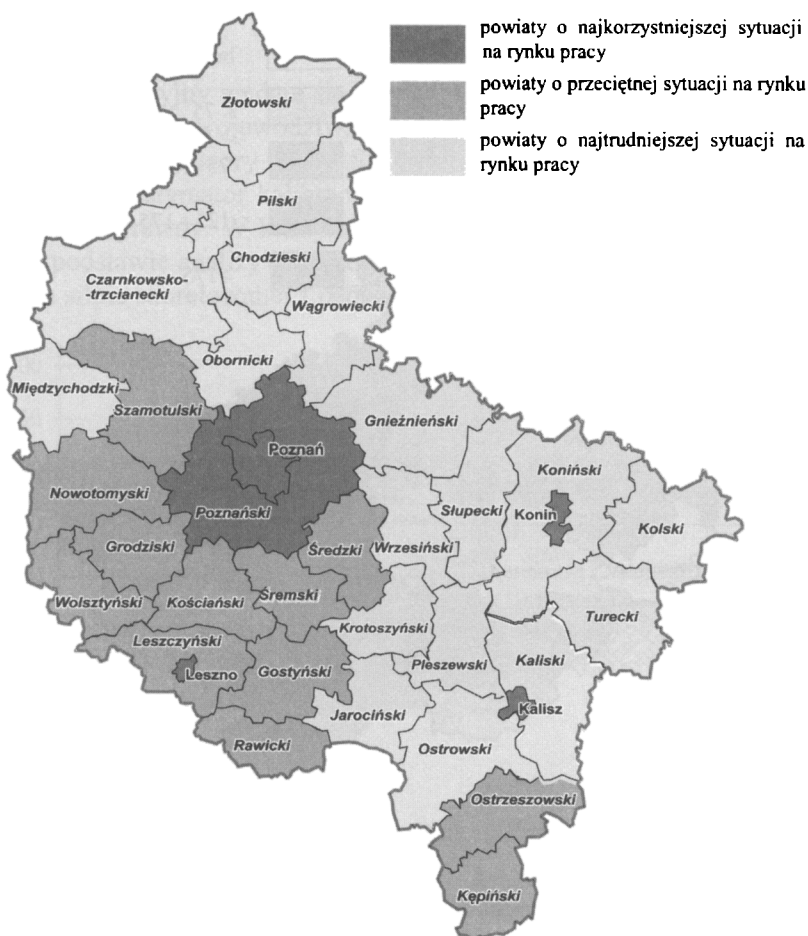 powiaty o najkorzystniejszej sytuacji
na rynku pracy
powiaty o przeciętnej sytuacji na rynku
pracy
powiaty o najtrudniejszej sytuacji na
rynku pracy
Złotowski
Pilski
Chodzieski
Czarnkowsko-
-trzcianecki
Wągrowiecki
Obornicki
Międzychodzki
Szamotulski
Gnieźnieński
Poznań
Koniński
Nowotomyski
Słupecki
Poznański
Konin
Kolski
Grodziski
Średzki
Wrzesiński
Wolsztyński
Kościański
Śremski
Turecki
Krotoszyński
Leszczyński
Pleszewski
Kaliski
Leszno
Gostyński
Jarociński
Kalisz
Rawicki
Ostrowski
Ostrzeszowski
Kępiński